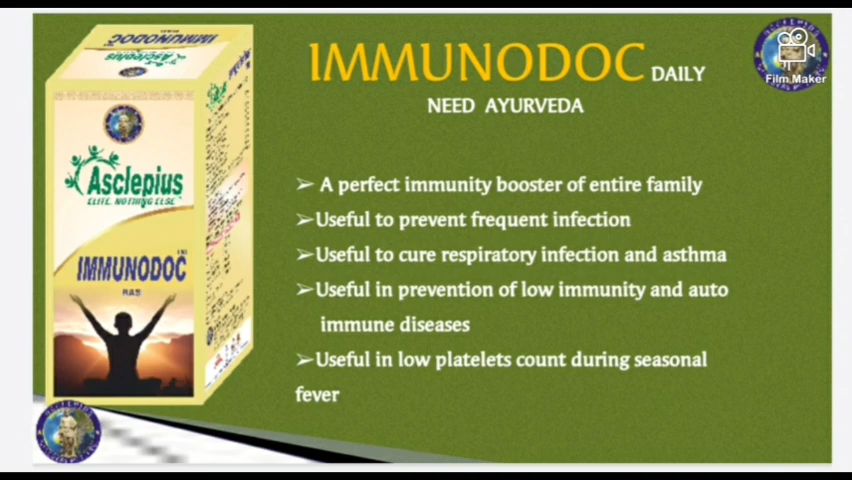 IMMUNODOC
Asclepius
Asclepius
ELITE, NOTHING ELSE
IMMUNODOC
RAS
IMMUNODOC DAILY
NEED AYURVEDA
Film Maker
➢ A perfect immunity booster of entire family
➢Useful to prevent frequent infection
➢Useful to cure respiratory infection and asthma
➢Useful in prevention of low immunity and auto
immune diseases
➢Useful in low platelets count during seasonal
fever